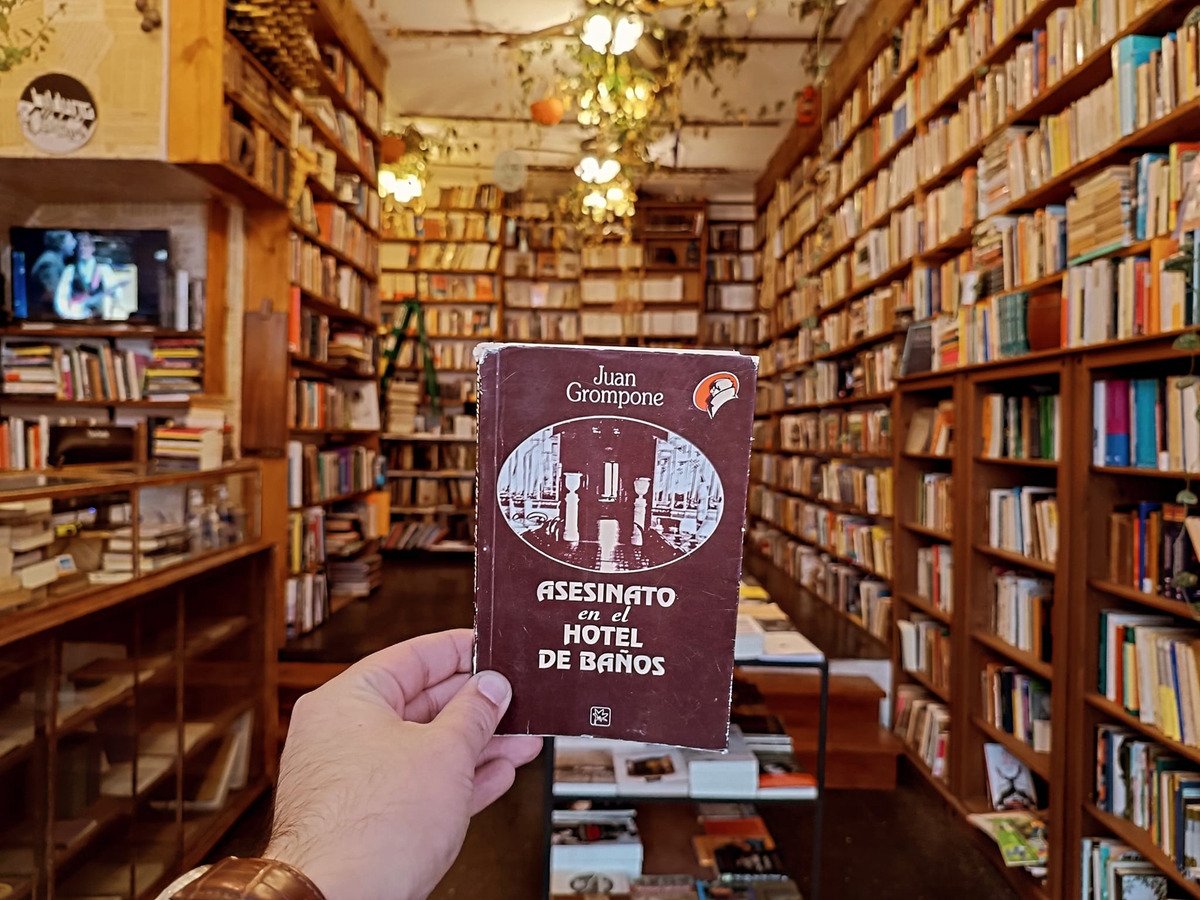 Juan
Grompone
ASESINATO
en el
HOTEL
DE BAÑOS